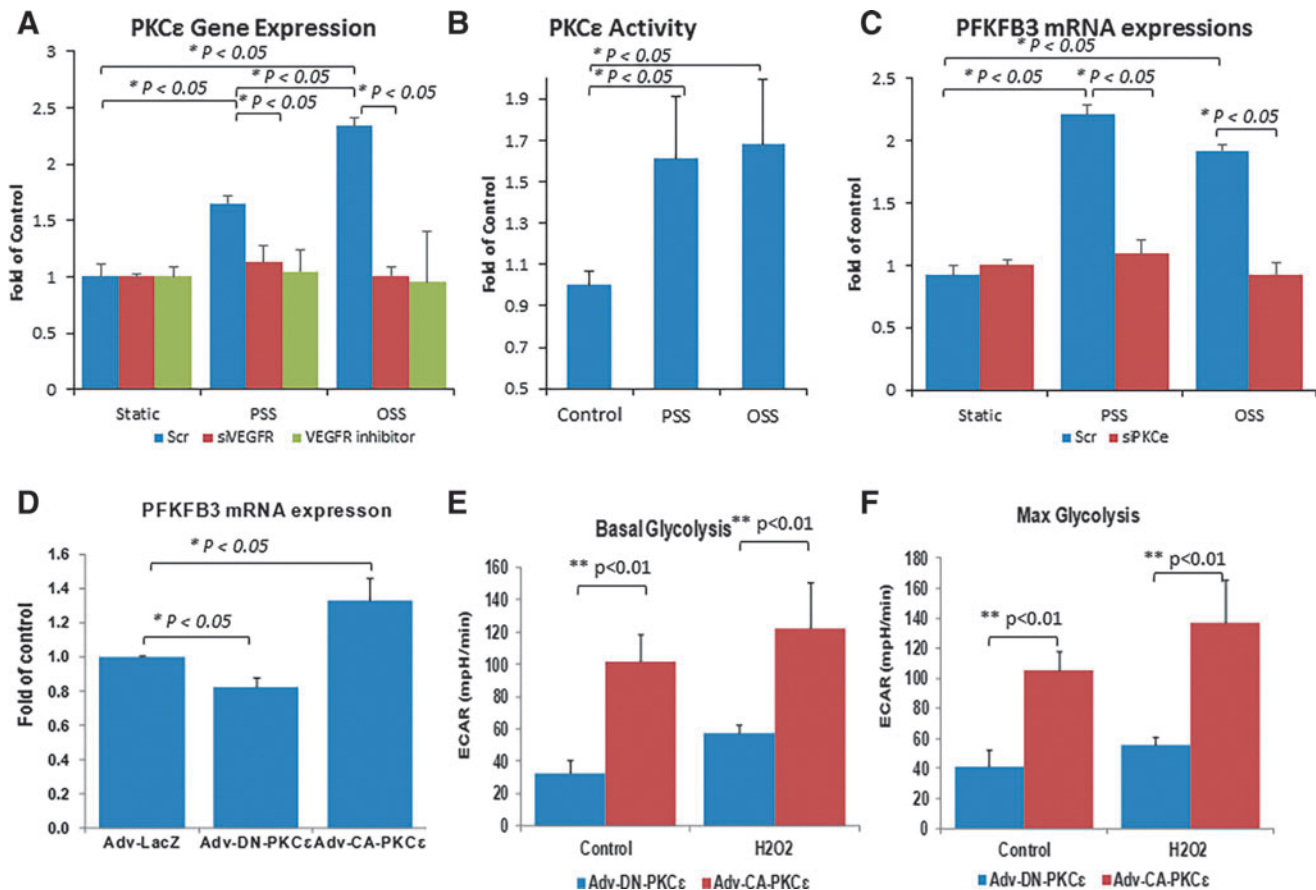 A
PKCε Gene Expression
* P < 0.05
* P < 0.05
* P < 0.05
* P < 0.05
* P < 0.05
Fold of Control
3
2.5
2
1.5
1
0.5
0
Static
PSS
OSS
Scr
siVEGFR
VEGFR inhibitor
B
PKCε Activity
* P < 0.05
* P < 0.05
Fold of Control
1.9
1.7
1.5
1.3
1.1
0.9
0.7
0.5
Control
PSS
OSS
C
PFKFB3 mRNA expressions
* P < 0.05
* P < 0.05
* P < 0.05
* P < 0.05
Fold of Control
2.5
2
1.5
1
0.5
0
Static
PSS
OSS
Scr
siPKCe
D
PFKFB3 mRNA expresson
* P < 0.05
* P < 0.05
Fold of control
1.6
1.4
1.2
1.0
0.8
0.6
0.4
0.2
0.0
Adv-LacZ
Adv-DN-PKCε
Adv-CA-PKCε
E
Basal Glycolysis
** p<0.01
** p<0.01
ECAR (mpH/min)
160
140
120
100
80
60
40
20
0
Control
H2O2
Adv-DN-PKCε
Adv-CA-PKCε
F
Max Glycolysis
** p<0.01
** p<0.01
ECAR (mpH/min)
180
160
140
120
100
80
60
40
20
0
Control
H2O2
Adv-DN-PKCε
Adv-CA-PKCε